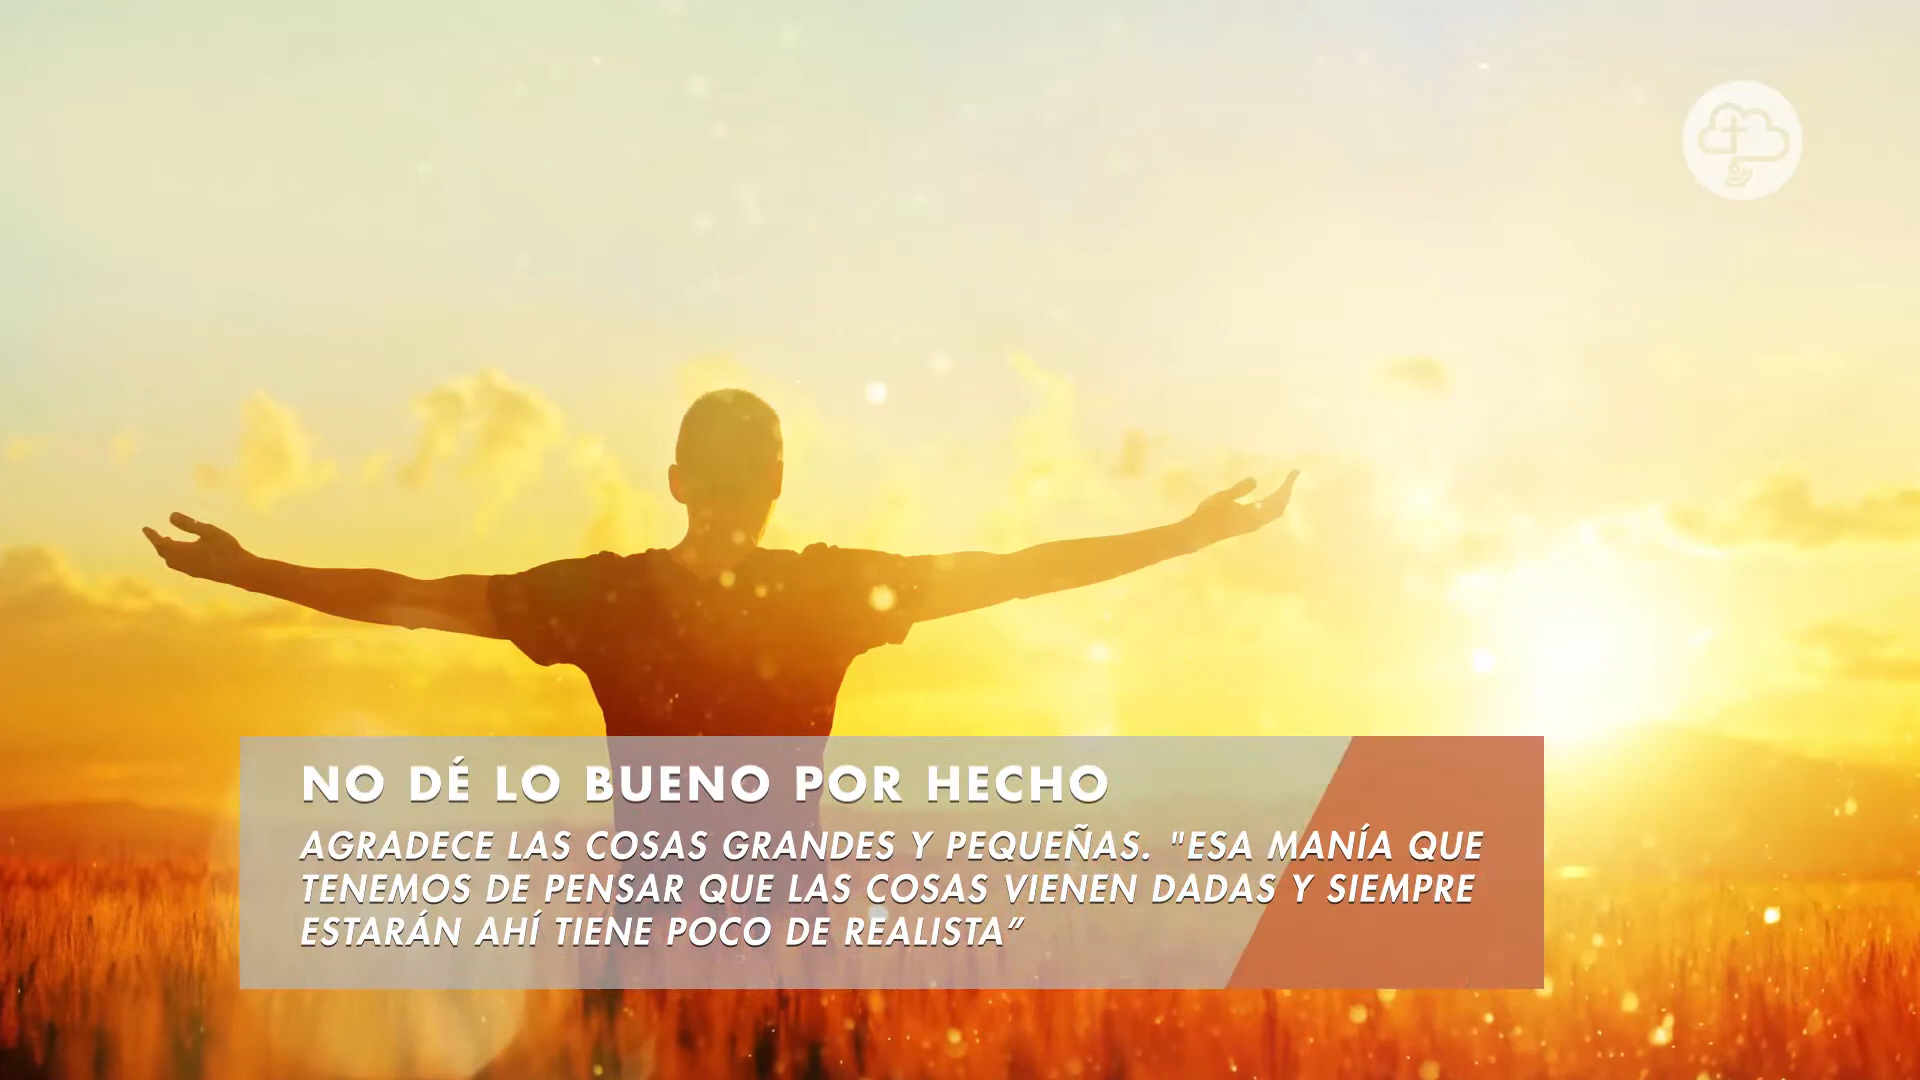 NO DÉ LO BUENO POR HECHO
AGRADECE LAS COSAS GRANDES Y PEQUEÑAS. "ESA MANÍA QUE
TENEMOS DE PENSAR QUE LAS COSAS VIENEN DADAS Y SIEMPRE
ESTARÁN AHÍ TIENE POCO DE REALISTA”